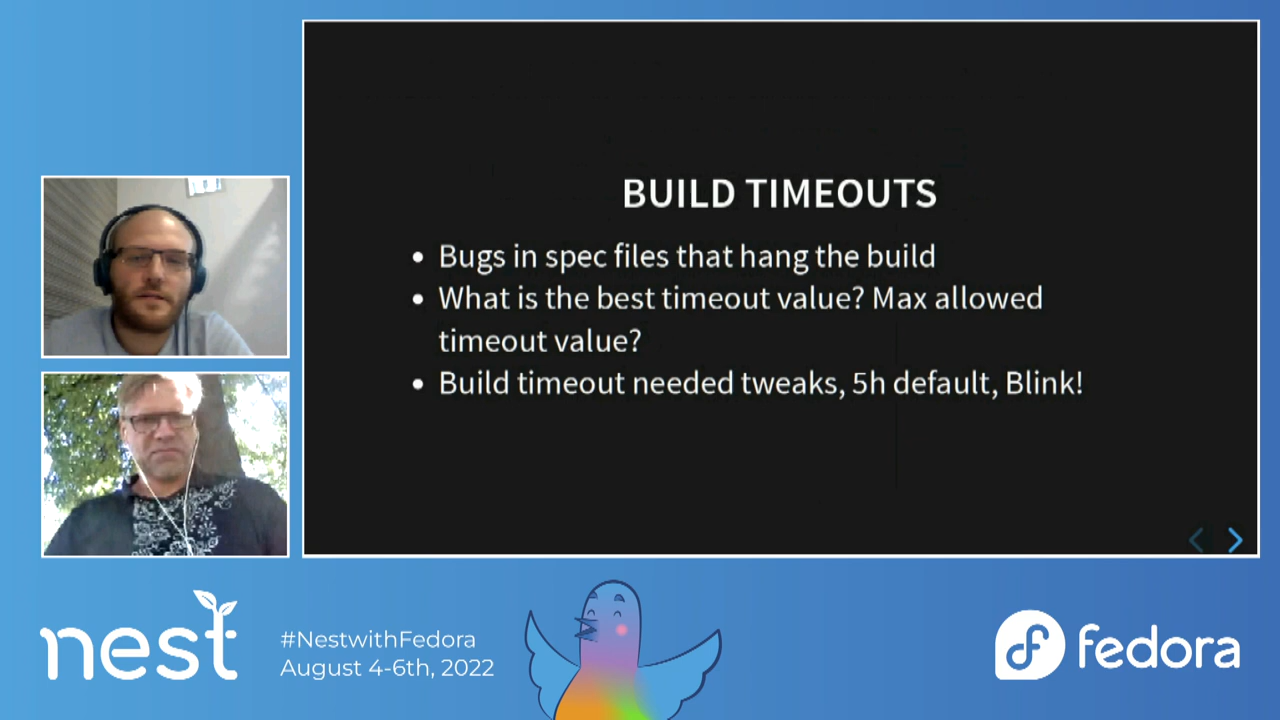 BUILD TIMEOUTS
• Bugs in spec files that hang the build
• What is the best timeout value? Max allowed
timeout value?
• Build timeout needed tweaks, 5h default, Blink!
nest
#NestwithFedora
August 4-6th, 2022
fedora